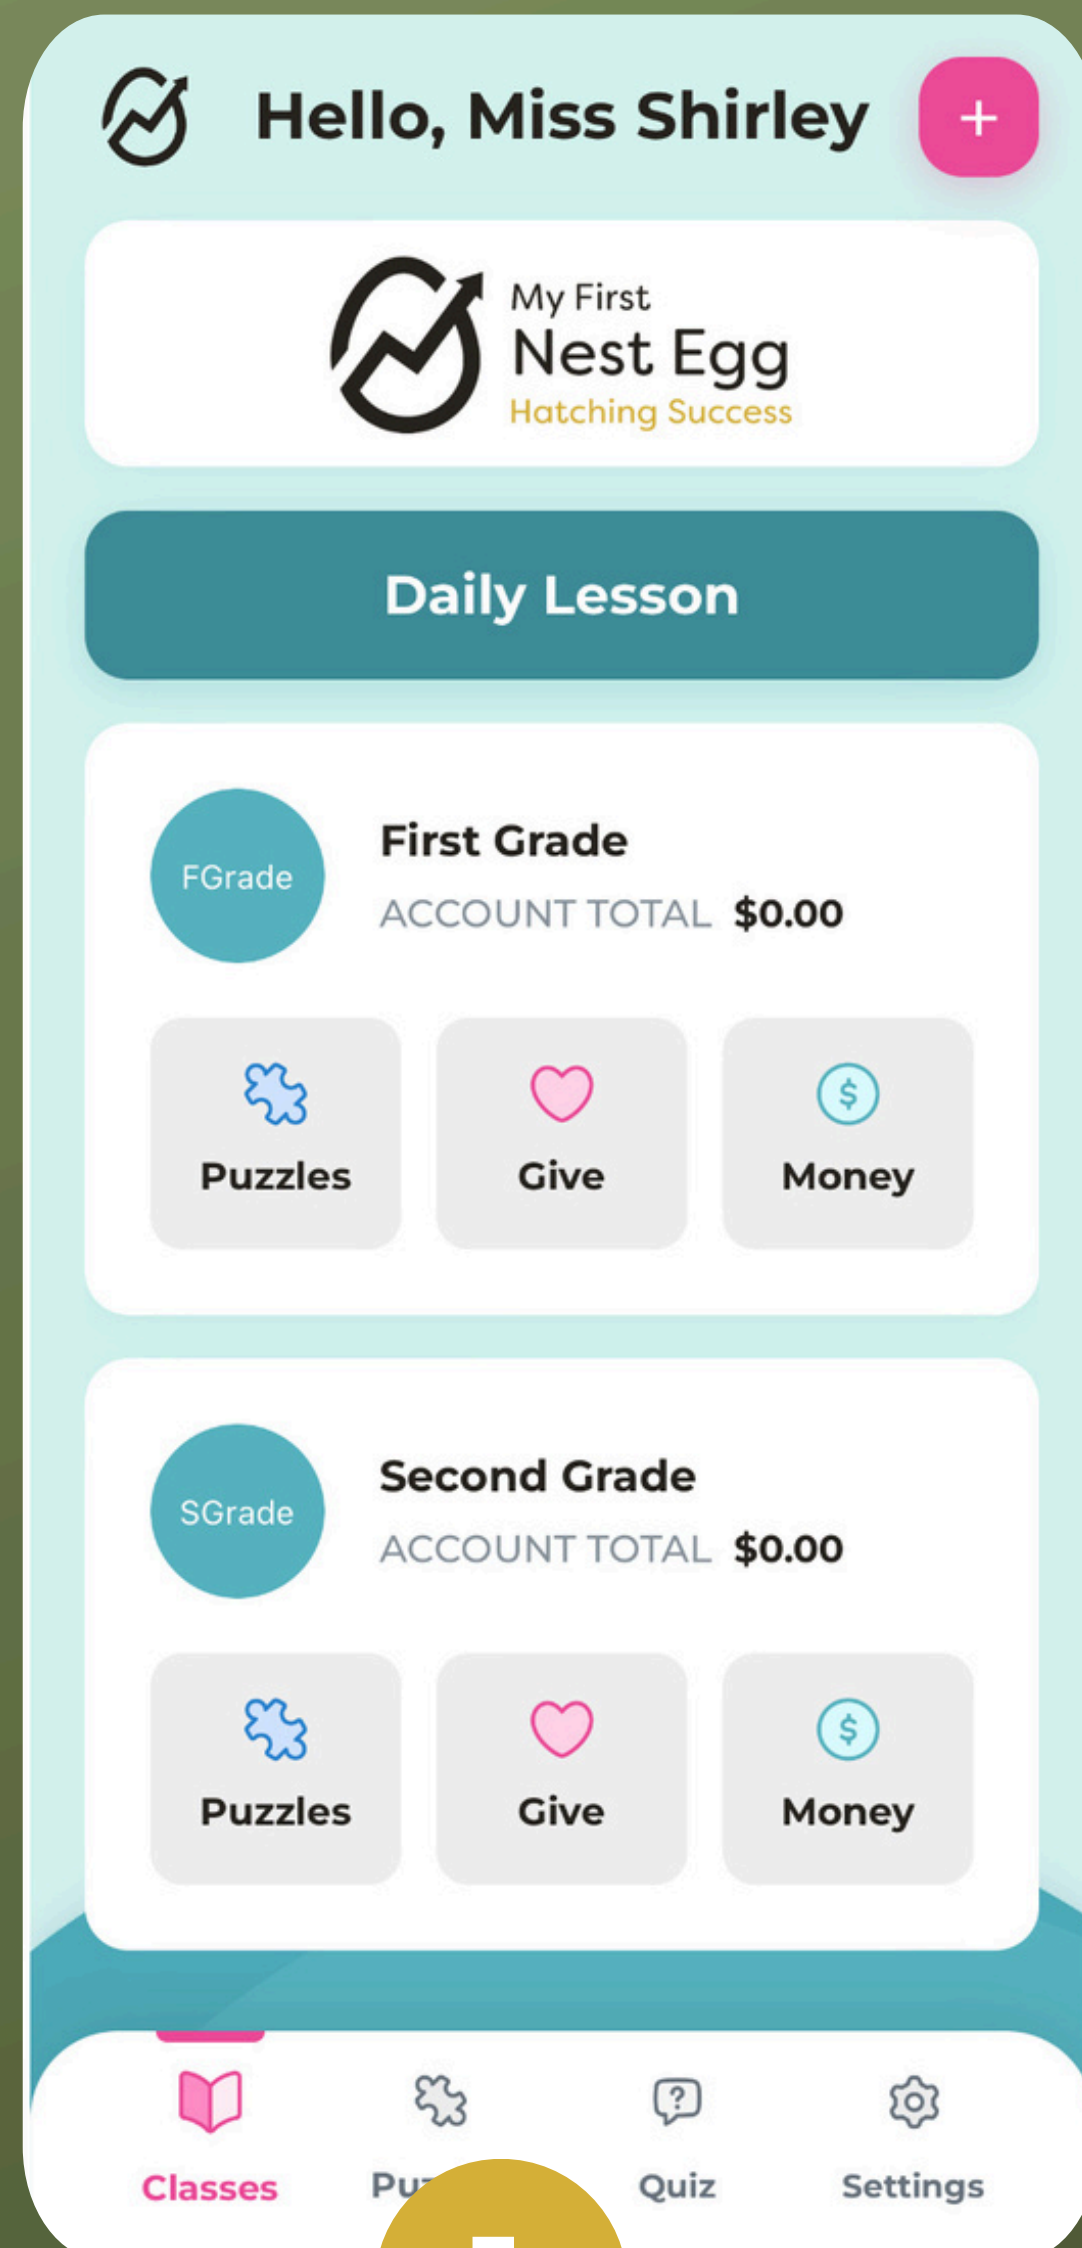 Hello, Miss Shirley
+
My First
Nest Egg
Hatching Success
Daily Lesson
FGrade
First Grade
ACCOUNT TOTAL $0.00
Puzzles Give Money
SGrade
Second Grade
ACCOUNT TOTAL $0.00
Puzzles Give Money
Classes Quiz Settings